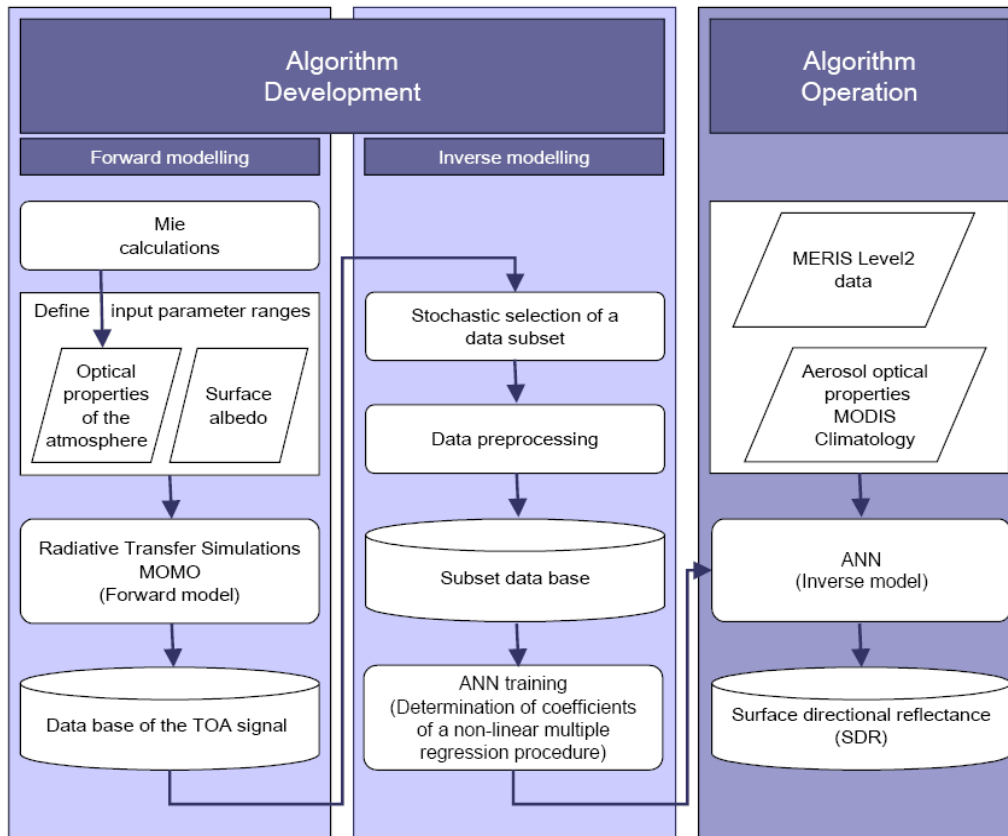 Algorithm
Development
Forward modelling
Mie
calculations
Define input parameter ranges
Optical
properties
of the
atmosphere
Surface
albedo
Radiative Transfer Simulations
MOMO
(Forward model)
Data base of the TOA signal
Inverse modelling
Stochastic selection of a
data subset
Data preprocessing
Subset data base
ANN training
(Determination of coefficients
of a non-linear multiple
regression procedure)
Algorithm
Operation
MERIS Level2
data
Aerosol optical
properties
MODIS
Climatology
ANN
(Inverse model)
Surface directional reflectance
(SDR)